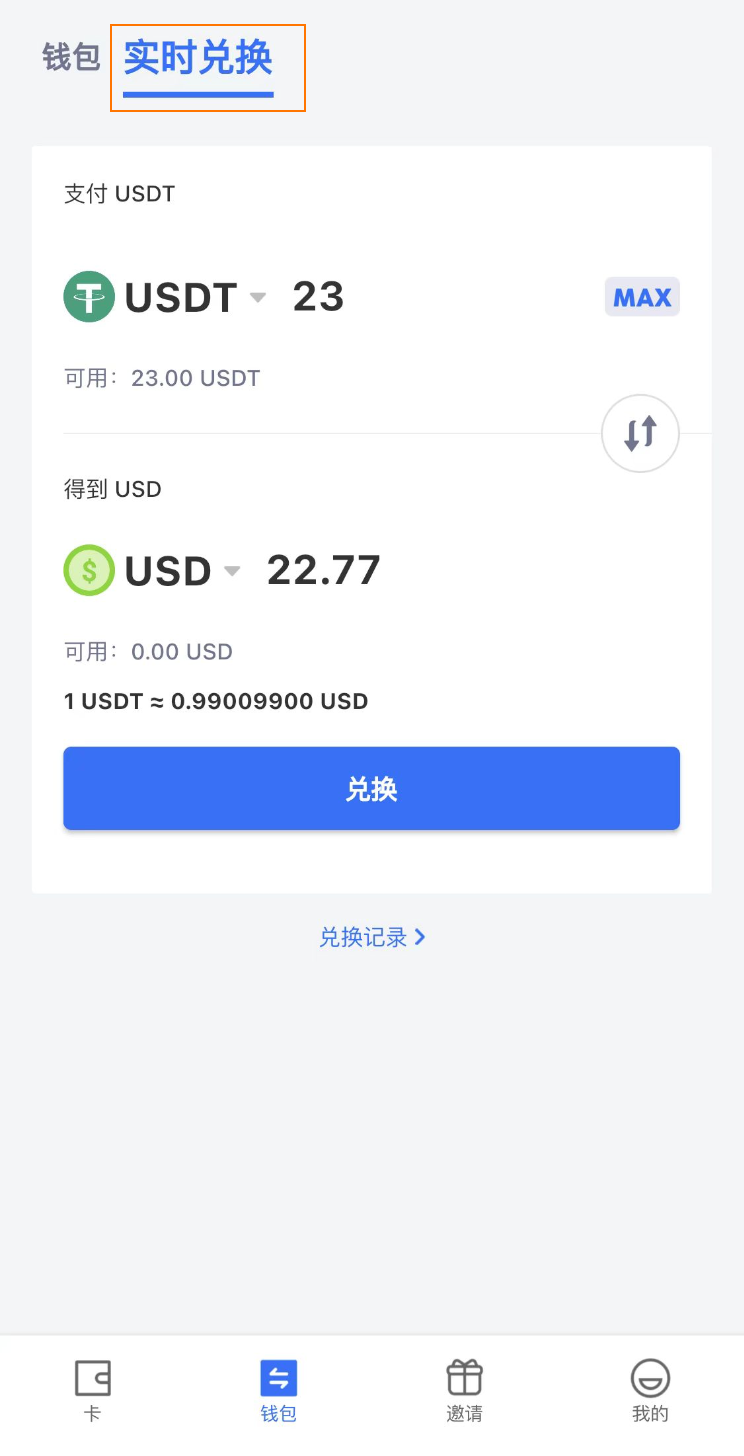 钱包 实时兑换
支付 USDT
USDT 23 MAX
可用：23.00 USDT
得到 USD
$ USD 22.77
可用：0.00 USD
1 USDT ≈ 0.99009900 USD
兑换
兑换记录
卡 钱包 邀请 我的